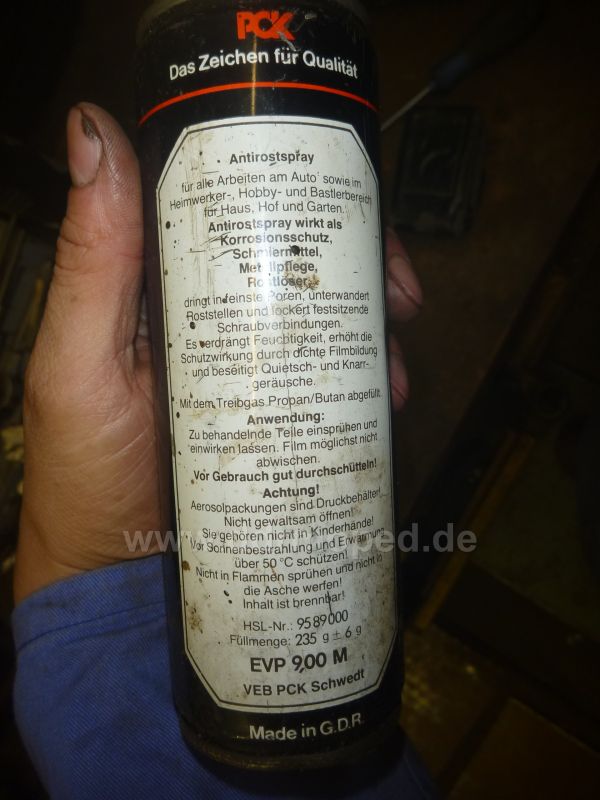 PCK
Das Zeichen für Qualität
Antirostspray
für alle Arbeiten am Auto sowie im
Heimwerker-, Hobby- und Bastlerbereich
für Haus, Hof und Garten.
Antirostspray wirkt als
Korrosionsschutz,
Schmiermittel,
Metallpflege,
Rostlöser,
dringt in feinste Poren, unterwandert
Roststellen und lockert festsitzende
Schraubverbindungen.
Es verdrängt Feuchtigkeit, erhöht die
Schutzwirkung durch dichte Filmbildung
und beseitigt Quietsch- und Knarr-
geräusche.
Mit dem Treibgas Propan/Butan abgefüllt.
Anwendung:
Zu behandelnde Teile einsprühen und
einwirken lassen. Film möglichst nicht
abwischen.
Vor Gebrauch gut durchschütteln!
Achtung!
Aerosolpackungen sind Druckbehälter!
Nicht gewaltsam öffnen!
Sie gehören nicht in Kinderhände!
Vor Sonnenbestrahlung und Erwärmung
über 50 °C schützen!
Nicht in Flammen sprühen und nicht in
die Asche werfen!
Inhalt ist brennbar!
HSL-Nr.: 9589000
Füllmenge: 235 g ± 6 g
EVP 9,00 M
VEB PCK Schwedt
Made in G.D.R.